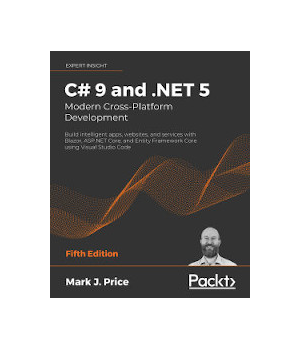 EXPERT INSIGHT
C# 9 and .NET 5
Modern Cross-Platform
Development
Build intelligent apps, websites, and services with
Blazor, ASP.NET Core, and Entity Framework Core
using Visual Studio Code
Fifth Edition
Mark J. Price
Packt>